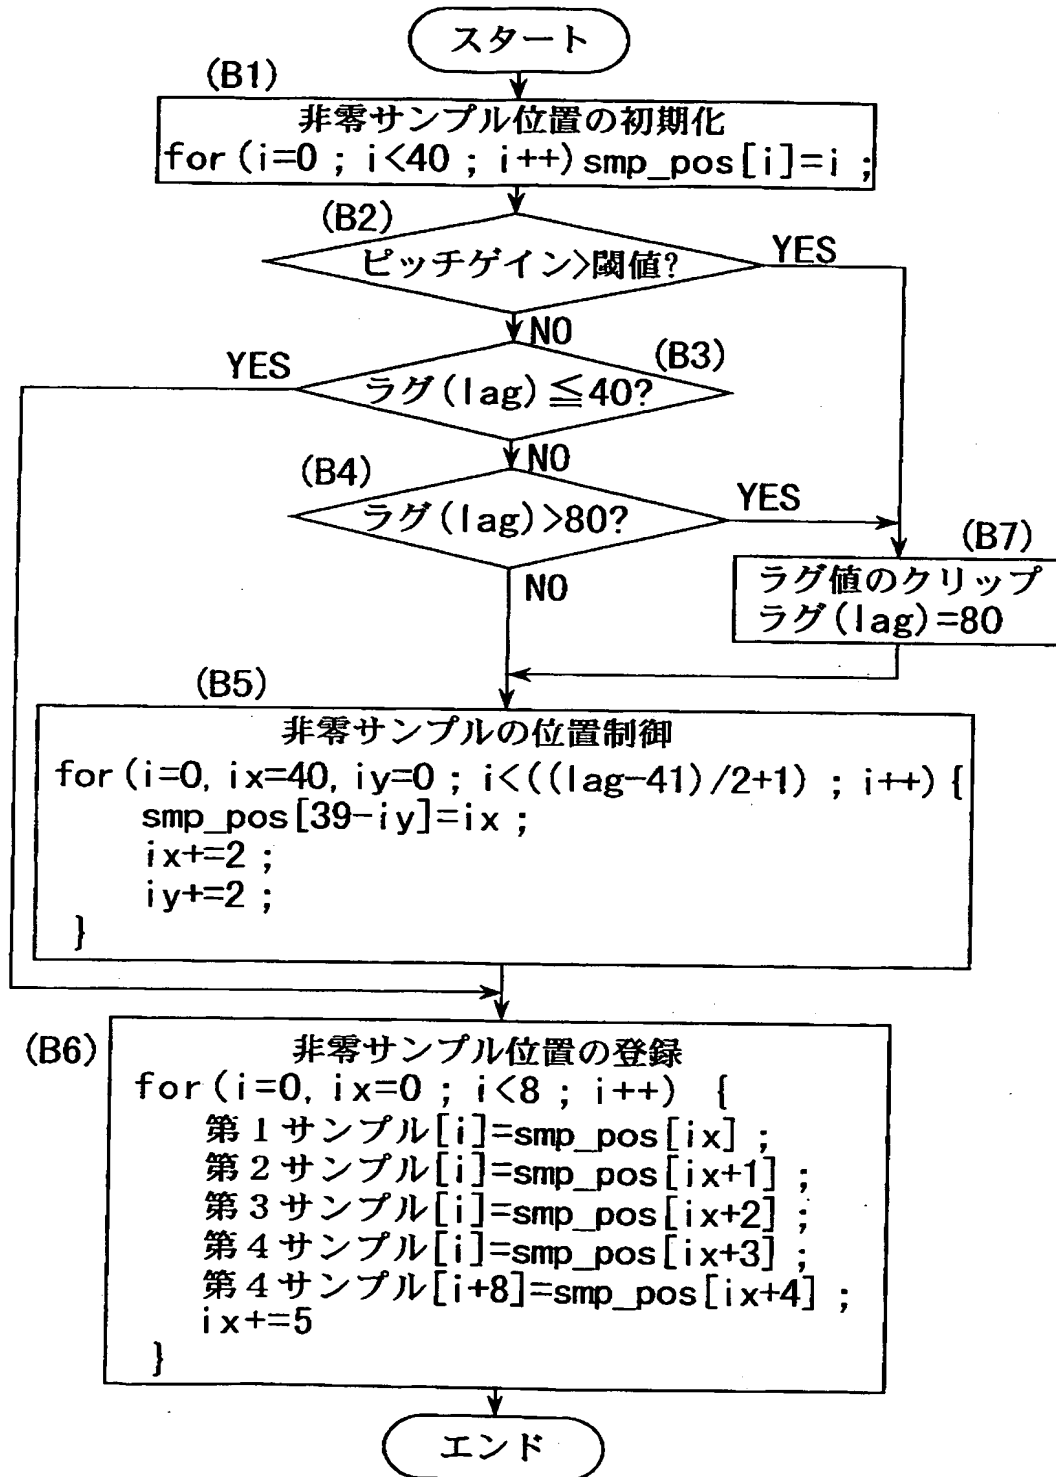 スタート
(B1)
非零サンプル位置の初期化
for(i=0 ; i<40 ; i++)smp_pos[i]=i ;
(B2)
ピッチゲイン>閾値?
YES
NO
(B3)
YES
ラグ(lag)≦40?
NO
(B4)
YES
ラグ(lag)>80?
(B7)
NO
ラグ値のクリップ
ラグ(lag)=80
(B5)
非零サンプルの位置制御
for(i=0, ix=40, iy=0 ; i<((lag-41)/2+1) ; i++){
smp_pos[39-iy]=ix ;
ix+=2 ;
iy+=2 ;
}
(B6)
非零サンプル位置の登録
for(i=0, ix=0 ; i<8 ; i++) {
第1サンプル[i]=smp_pos[ix] ;
第2サンプル[i]=smp_pos[ix+1] ;
第3サンプル[i]=smp_pos[ix+2] ;
第4サンプル[i]=smp_pos[ix+3] ;
第4サンプル[i+8]=smp_pos[ix+4] ;
ix+=5
}
エンド